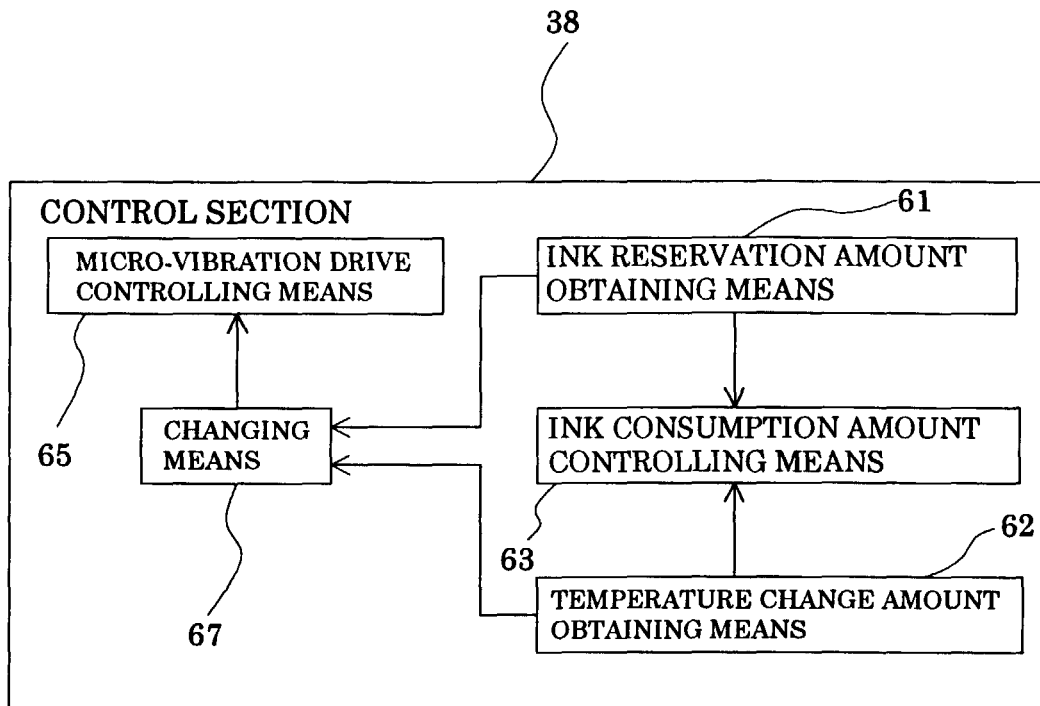 38
CONTROL SECTION
61
MICRO-VIBRATION DRIVE
CONTROLLING MEANS
INK RESERVATION AMOUNT
OBTAINING MEANS
65
CHANGING
MEANS
INK CONSUMPTION AMOUNT
CONTROLLING MEANS
67
63
62
TEMPERATURE CHANGE AMOUNT
OBTAINING MEANS